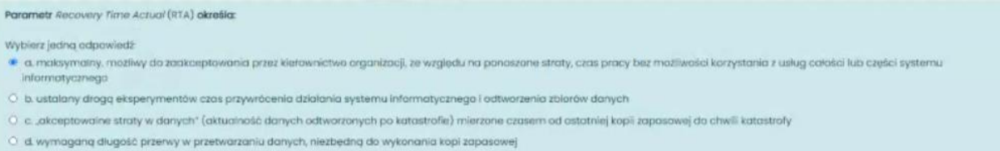 Parametr Recovery Time Actual (RTA) określa:
Wybierz jedną odpowiedź:
a. maksymalny, możliwy do zaakceptowania przez kierownictwo organizacji, ze względu na ponoszone straty, czas pracy bez możliwości korzystania z usług całości lub części systemu
informatycznego
b. ustalany drogą eksperymentów czas przywrócenia działania systemu informatycznego i odtworzenia zbiorów danych
c. „akceptowalne straty w danych" (aktualność danych odtworzonych po katastrofie) mierzone czasem od ostatniej kopii zapasowej do chwili katastrofy
d. wymaganą długość przerwy w przetwarzaniu danych, niezbędną do wykonania kopi zapasowej